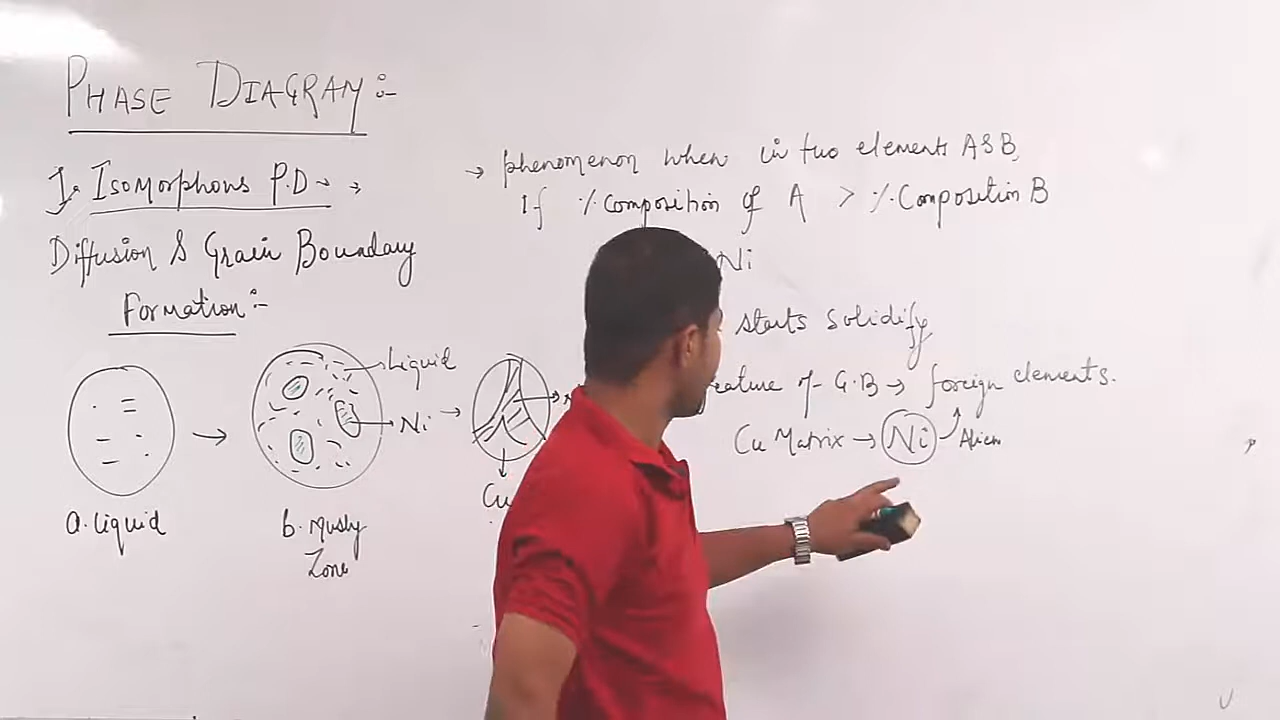 PHASE DIAGRAM:-
I. Isomorphous P.D → →
Diffusion & Grain Boundary
Formation:-
Liquid
Ni →
Cu
a. Liquid
b. Mushy
Zone
→ phenomenon when in two elements A & B,
If % Composition of A > % Composition B
Ni
starts solidify
of G.B → foreign elements.
Cu Matrix → Ni → Alien